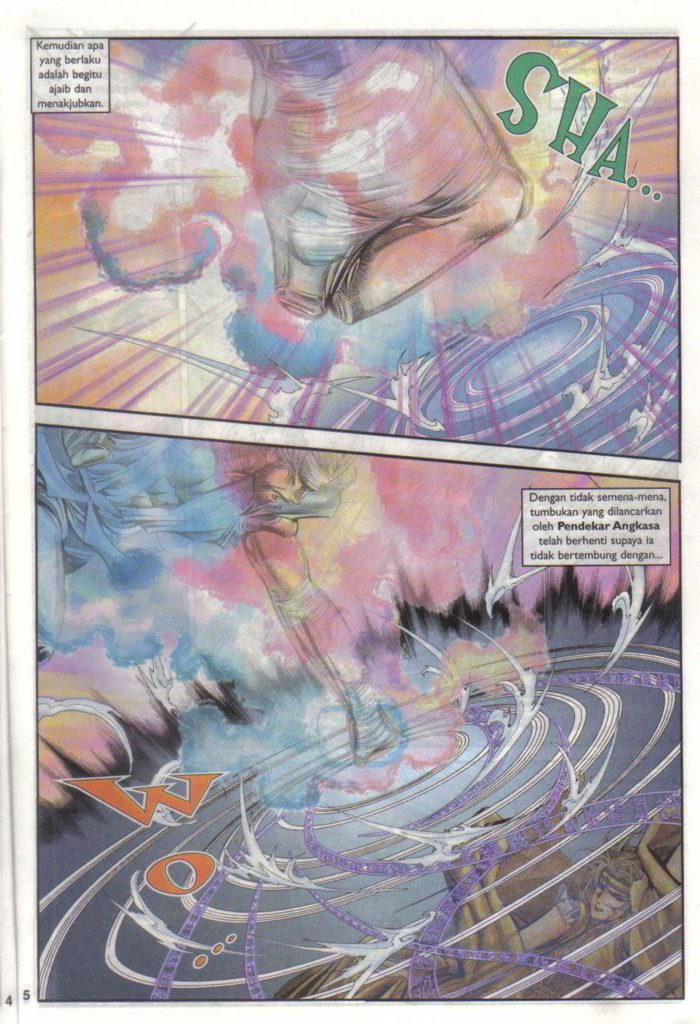 Kemudian apa
yang berlaku
adalah begitu
ajaib dan
menakjubkan.
SHA...
Dengan tidak semena-mena,
tumbukan yang dilancarkan
oleh Pendekar Angkasa
telah berhenti supaya ia
tidak bertembung dengan...
WO...
4 5